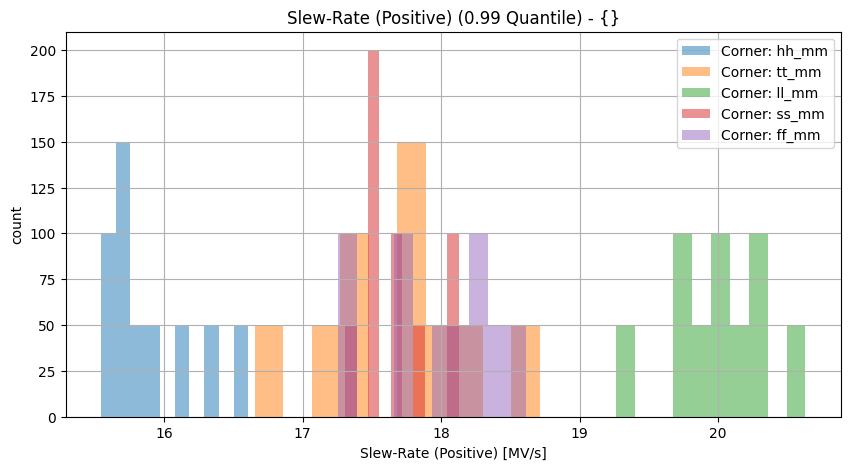 Slew-Rate (Positive) (0.99 Quantile) - {}
Corner: hh_mm
Corner: tt_mm
Corner: ll_mm
Corner: ss_mm
Corner: ff_mm
count
200
175
150
125
100
75
50
25
0
16
17
18
19
20
Slew-Rate (Positive) [MV/s]